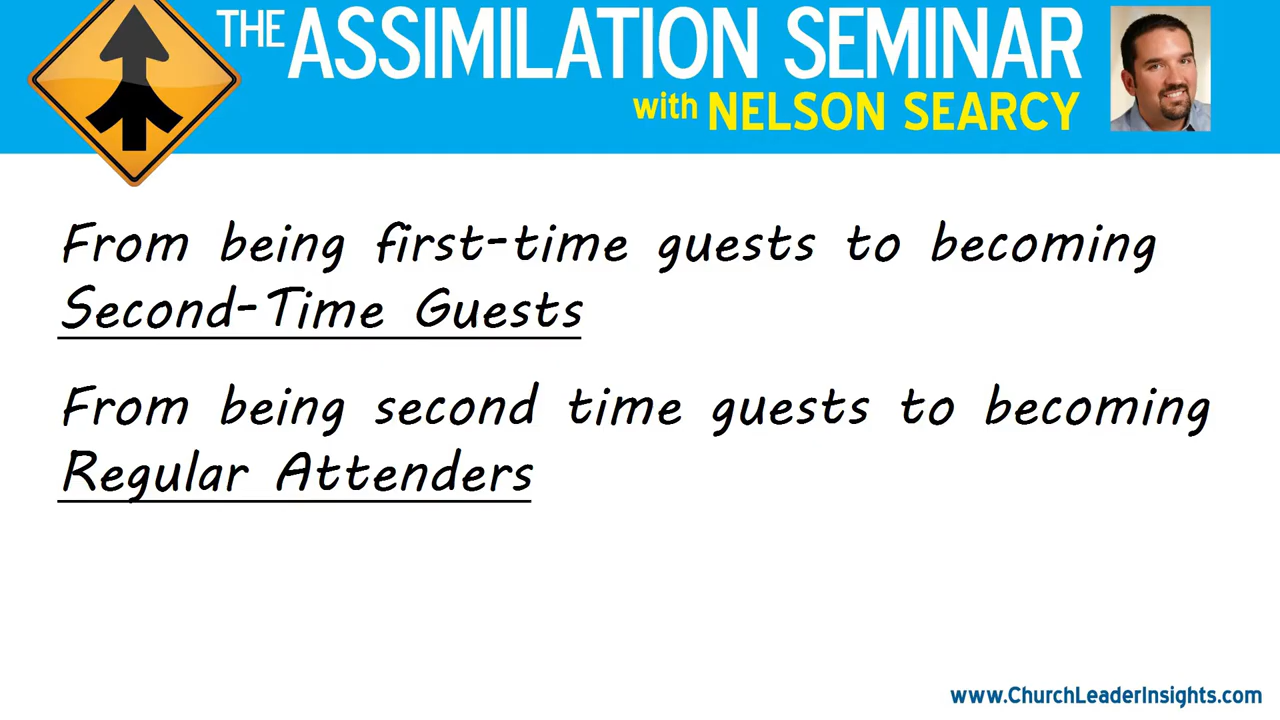 THE ASSIMILATION SEMINAR
with NELSON SEARCY
From being first-time guests to becoming
Second-Time Guests
From being second time guests to becoming
Regular Attenders
www.ChurchLeaderInsights.com